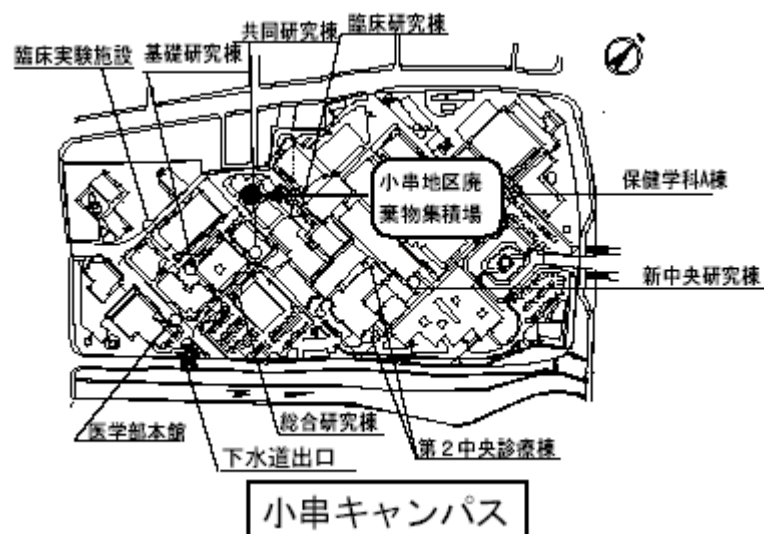 共同研究棟
臨床研究棟
臨床実験施設
基礎研究棟
小串地区廃
棄物集積場
保健学科A棟
新中央研究棟
医学部本館
総合研究棟
下水道出口
第2中央診療棟
小串キャンパス